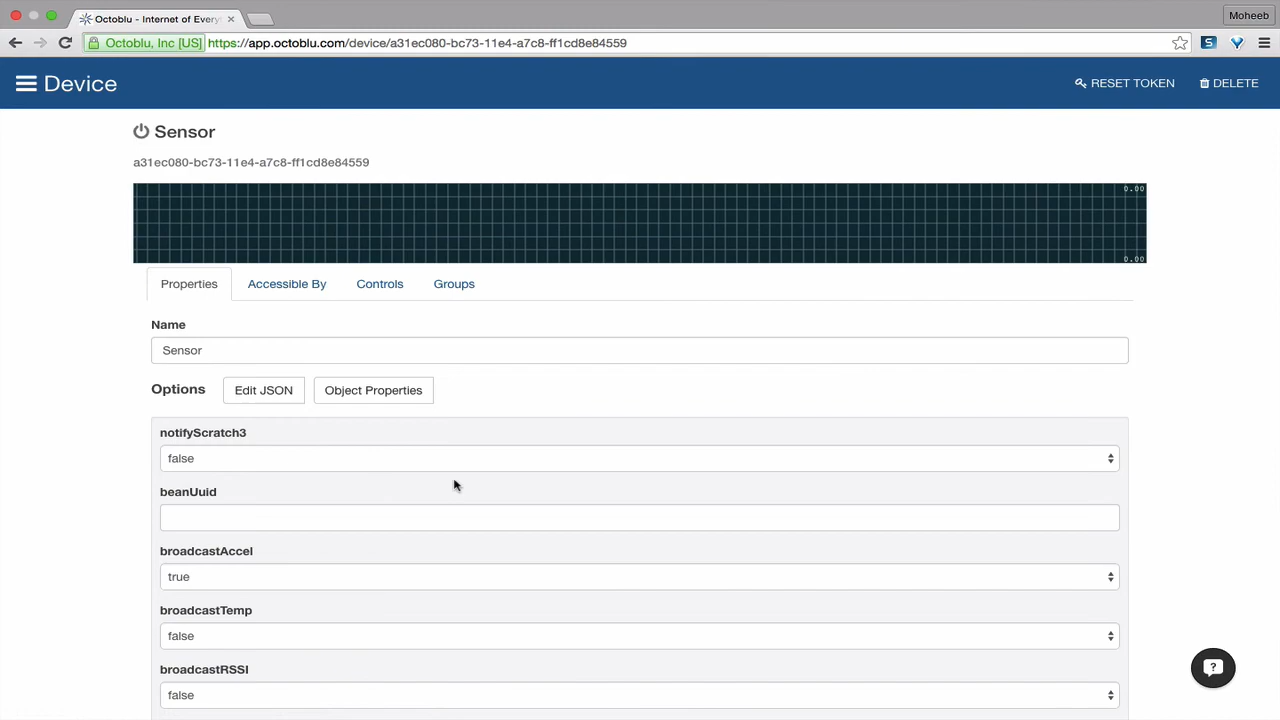 Octoblu - Internet of Every
Moheeb
Octoblu, Inc [US]
https://app.octoblu.com/device/a31ec080-bc73-11e4-a7c8-ff1cd8e84559
S
Device
RESET TOKEN
DELETE
Sensor
a31ec080-bc73-11e4-a7c8-ff1cd8e84559
0.00
0.00
Properties
Accessible By
Controls
Groups
Name
Sensor
Options
Edit JSON
Object Properties
notifyScratch3
false
beanUuid
broadcastAccel
true
broadcastTemp
false
broadcastRSSI
false
?